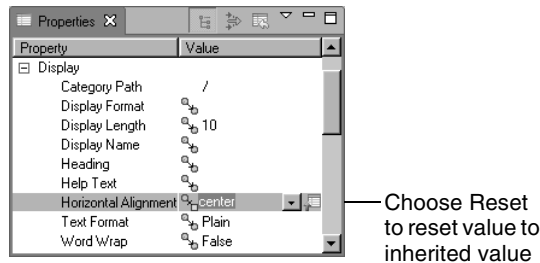 Properties
Property Value
Display
Category Path /
Display Format
Display Length 10
Display Name
Heading
Help Text
Horizontal Alignment center
Text Format Plain
Word Wrap False
Choose Reset
to reset value to
inherited value